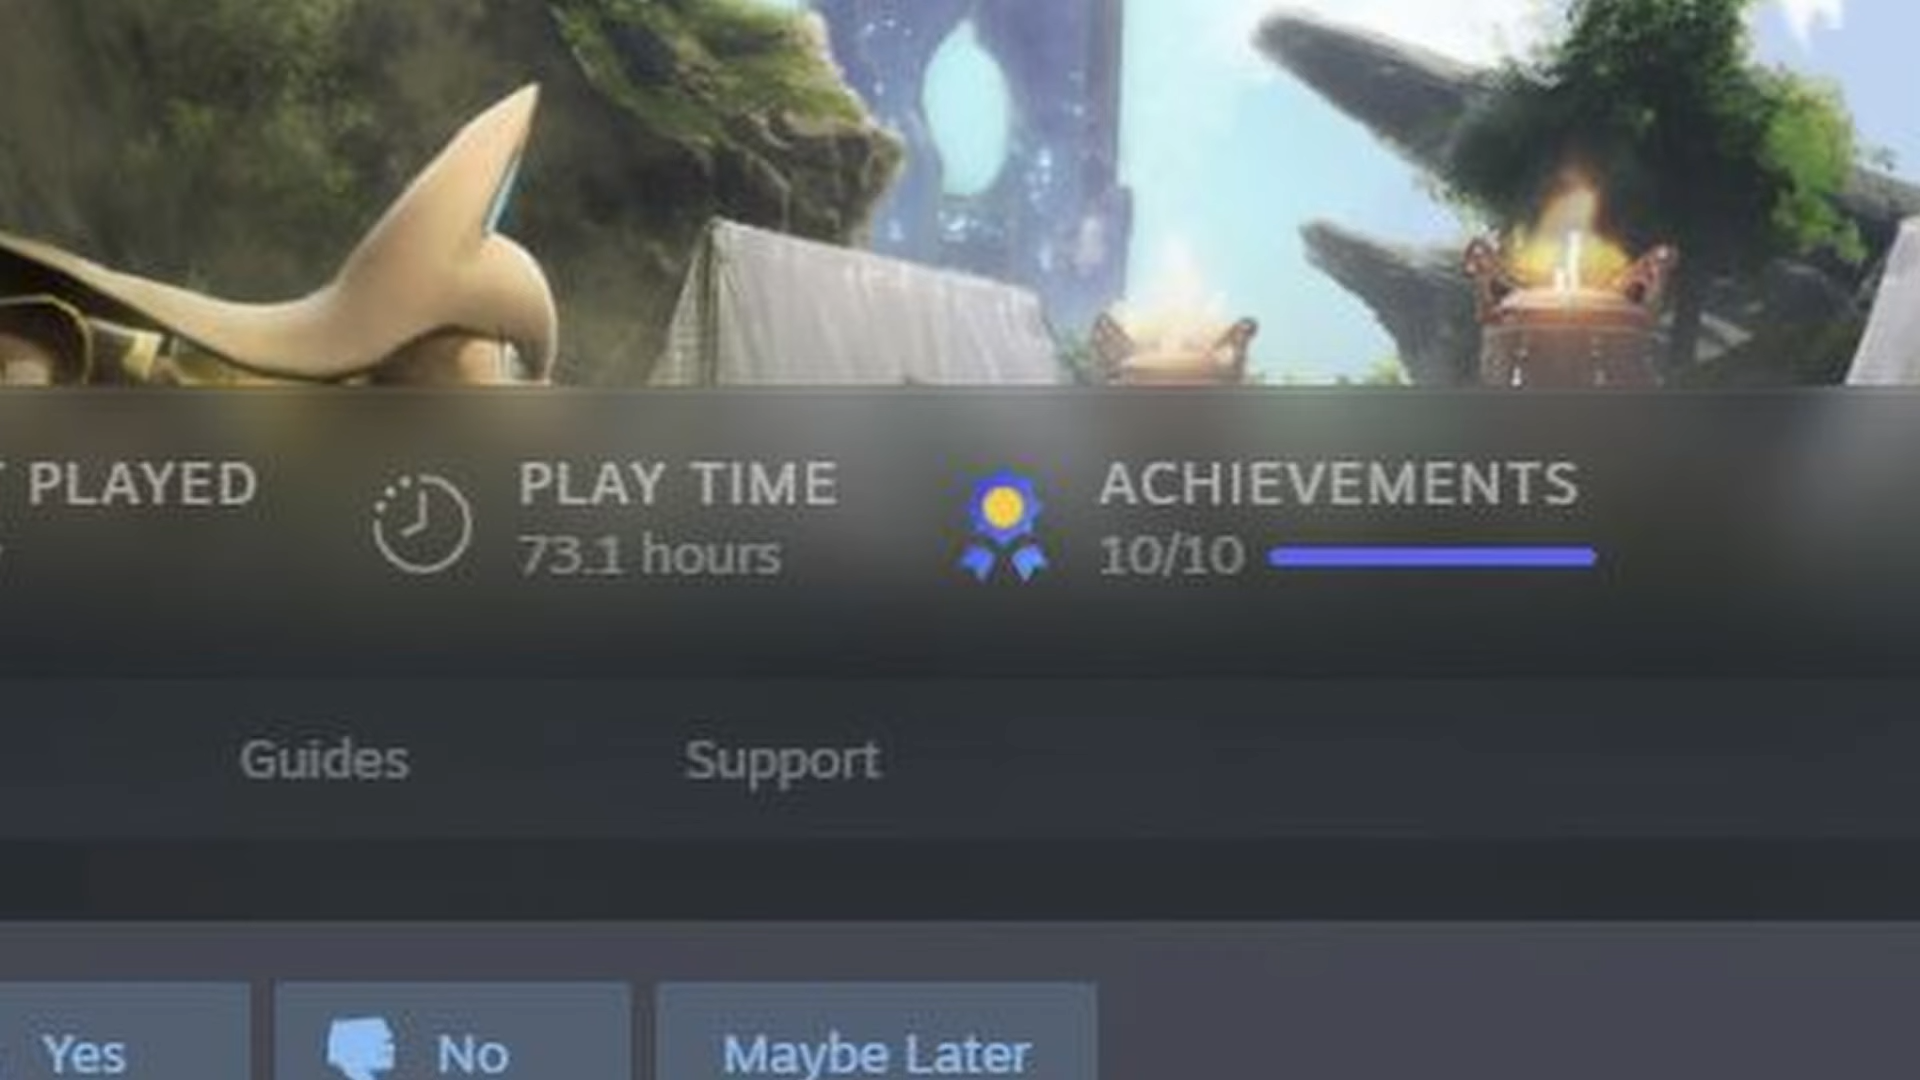 PLAYED
PLAY TIME
73.1 hours
ACHIEVEMENTS
10/10
Guides
Support
Yes
No
Maybe Later